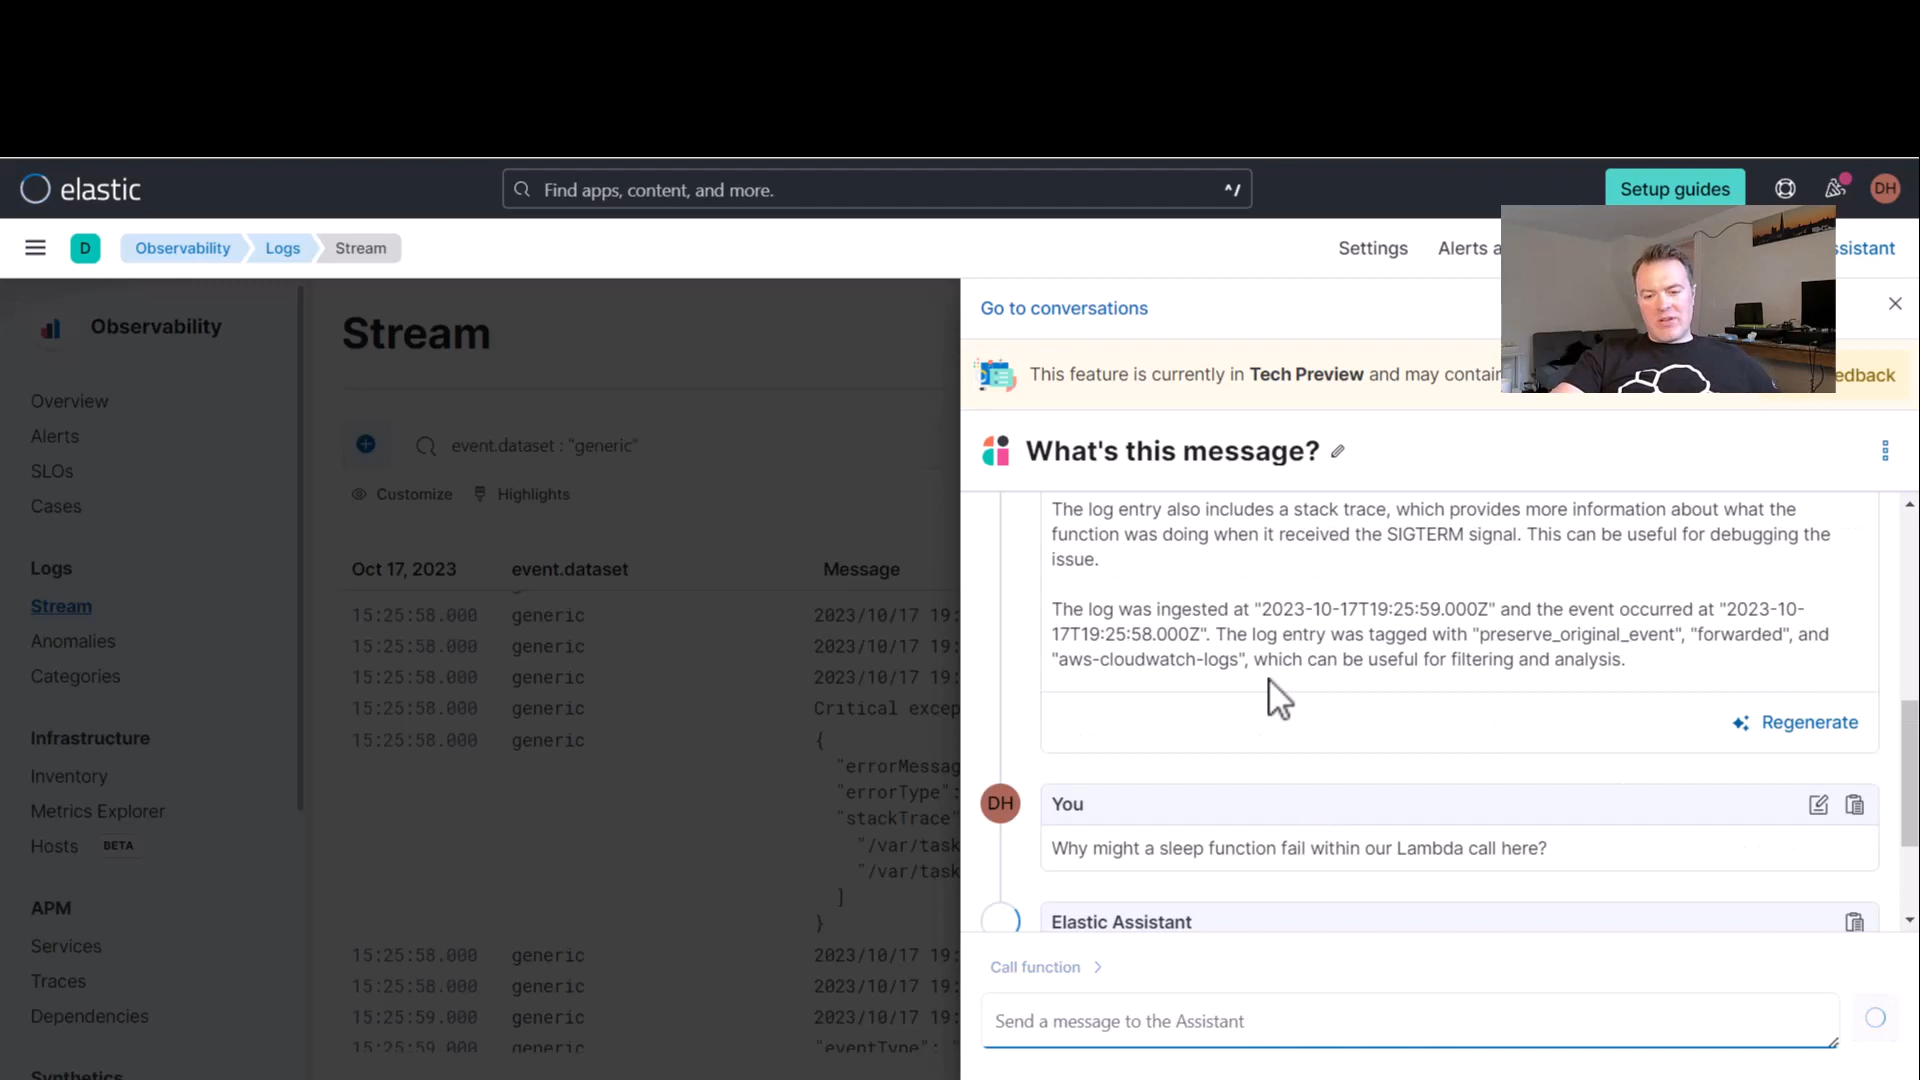 elastic
Find apps, content, and more.
^/
Setup guides
DH
D
Observability
Logs
Stream
Settings
Alerts a
ssistant
Observability
Overview
Alerts
SLOs
Cases
Logs
Stream
Anomalies
Categories
Infrastructure
Inventory
Metrics Explorer
Hosts BETA
APM
Services
Traces
Dependencies
Synthetics
Stream
event.dataset : "generic"
Customize
Highlights
Oct 17, 2023 event.dataset Message
15:25:58.000 generic 2023/10/17 19:
15:25:58.000 generic 2023/10/17 19:
15:25:58.000 generic 2023/10/17 19:
15:25:58.000 generic Critical excep
15:25:58.000 generic {
"errorMessag
"errorType":
"stackTrace"
"/var/task
"/var/task
]
}
15:25:58.000 generic 2023/10/17 19:
15:25:58.000 generic 2023/10/17 19:
15:25:59.000 generic 2023/10/17 19:
15:25:59.000 generic "eventType": "
Go to conversations
This feature is currently in Tech Preview and may contain
edback
What's this message?
The log entry also includes a stack trace, which provides more information about what the
function was doing when it received the SIGTERM signal. This can be useful for debugging the
issue.
The log was ingested at "2023-10-17T19:25:59.000Z" and the event occurred at "2023-10-
17T19:25:58.000Z". The log entry was tagged with "preserve_original_event", "forwarded", and
"aws-cloudwatch-logs", which can be useful for filtering and analysis.
Regenerate
DH
You
Why might a sleep function fail within our Lambda call here?
Elastic Assistant
Call function
Send a message to the Assistant